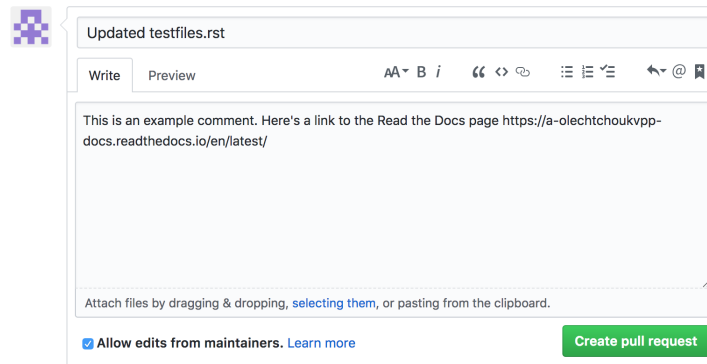 Updated testfiles.rst
Write Preview AA B i
This is an example comment. Here's a link to the Read the Docs page https://a-olechtchoukvpp-
docs.readthedocs.io/en/latest/
Attach files by dragging & dropping, selecting them, or pasting from the clipboard.
Allow edits from maintainers. Learn more
Create pull request